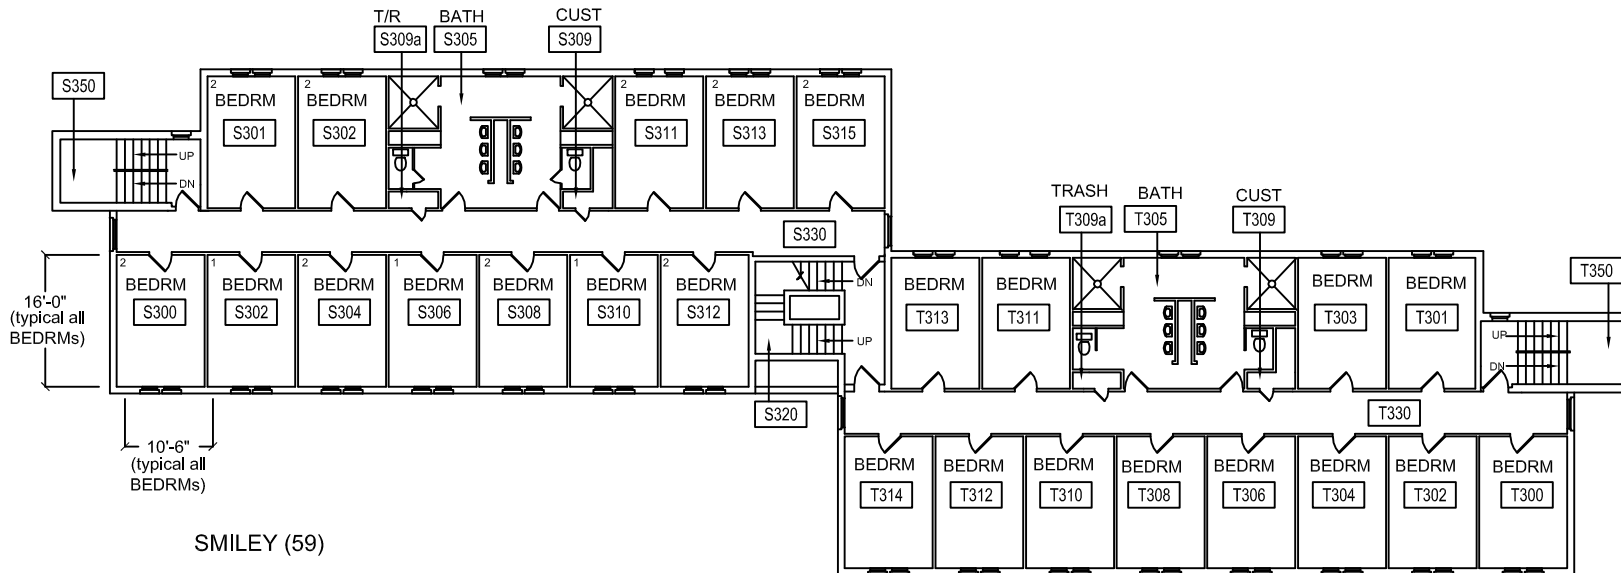 T/R BATH CUST
S309a S305 S309
S350
2 2 2 2 2
BEDRM BEDRM BEDRM BEDRM BEDRM
S301 S302 S311 S313 S315
UP
DN
TRASH BATH CUST
T309a T305 T309
S330
2 1 2 1 2 1 2
BEDRM BEDRM BEDRM BEDRM BEDRM BEDRM BEDRM
S300 S302 S304 S306 S308 S310 S312
16'-0"
(typical all
BEDRMs)
DN
UP
BEDRM BEDRM BEDRM BEDRM
T313 T311 T303 T301
T350
UP
DN
S320
T330
10'-6"
(typical all
BEDRMs)
BEDRM BEDRM BEDRM BEDRM BEDRM BEDRM BEDRM BEDRM
T314 T312 T310 T308 T306 T304 T302 T300
SMILEY (59)